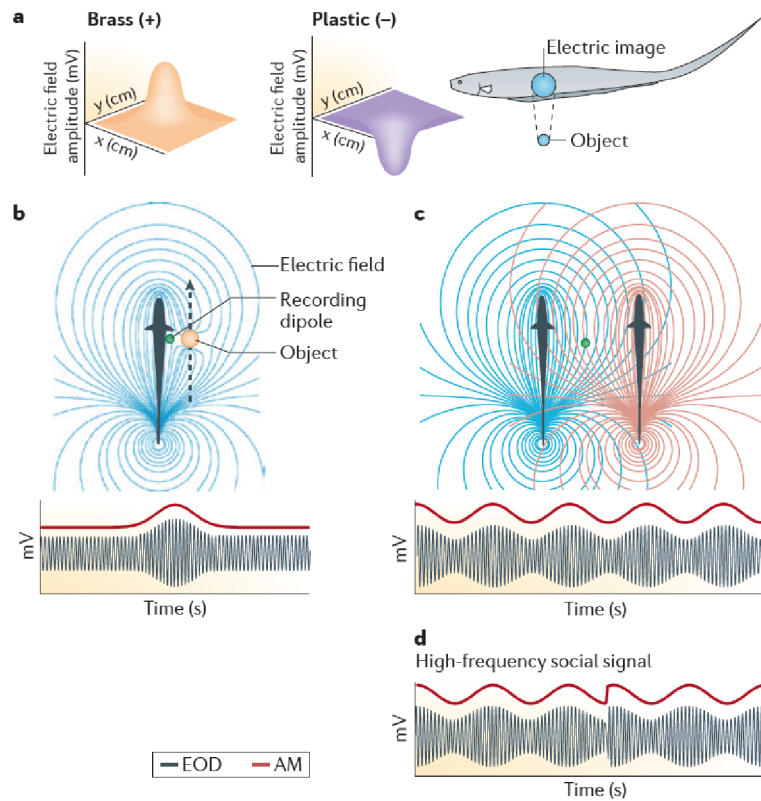 a
Brass (+)
Electric field
amplitude (mV)
y (cm)
x (cm)
Plastic (–)
Electric field
amplitude (mV)
y (cm)
x (cm)
Electric image
Object
b
Electric field
Recording
dipole
Object
mV
Time (s)
c
mV
Time (s)
d
High-frequency social signal
mV
Time (s)
EOD
AM